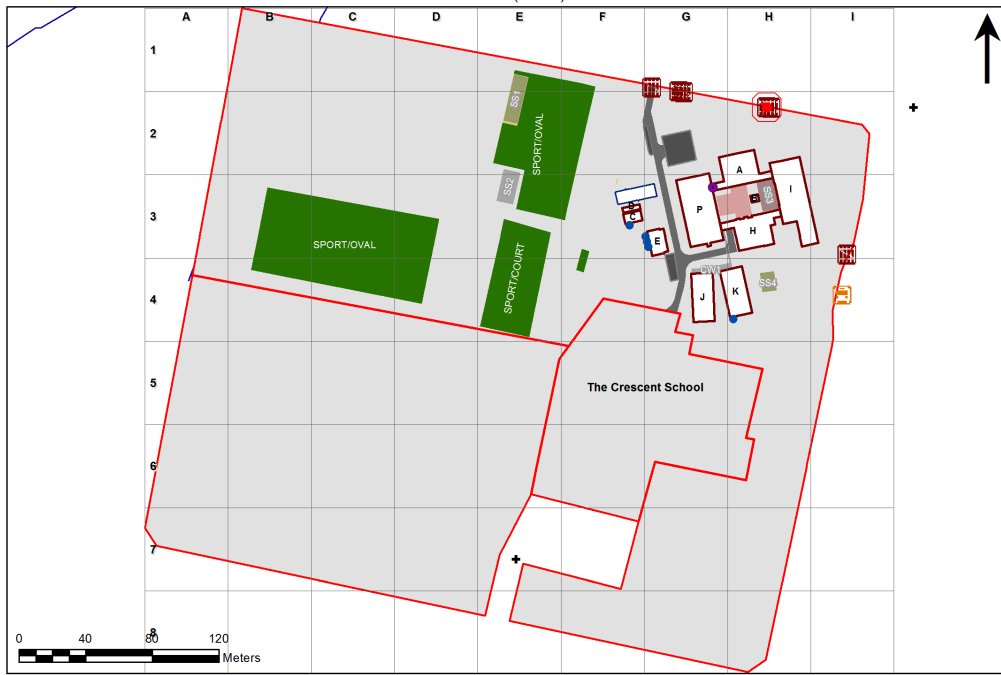 A B C D E F G H I
1
SS1
2
SPORT/OVAL
A
SS2
I
SS3
B
D
P
3
C
H
SPORT/OVAL
E
SPORT/COURT
CW1
SS4
K
J
4
5
The Crescent School
6
7
8
0 40 80 120
Meters